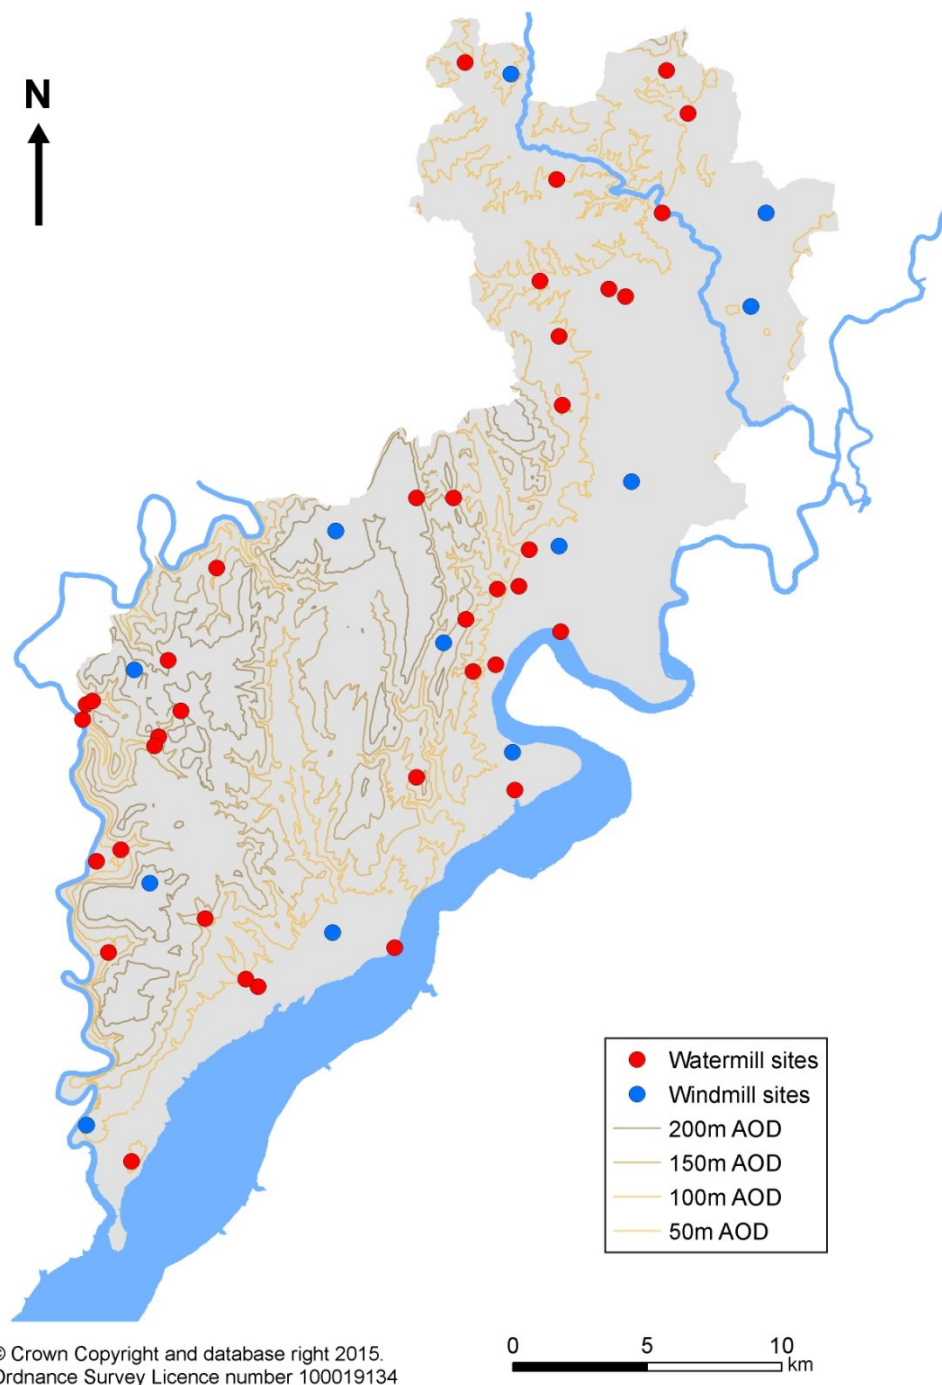 N
Watermill sites
Windmill sites
200m AOD
150m AOD
100m AOD
50m AOD
0 5 10
km
© Crown Copyright and database right 2015.
Ordnance Survey Licence number 100019134